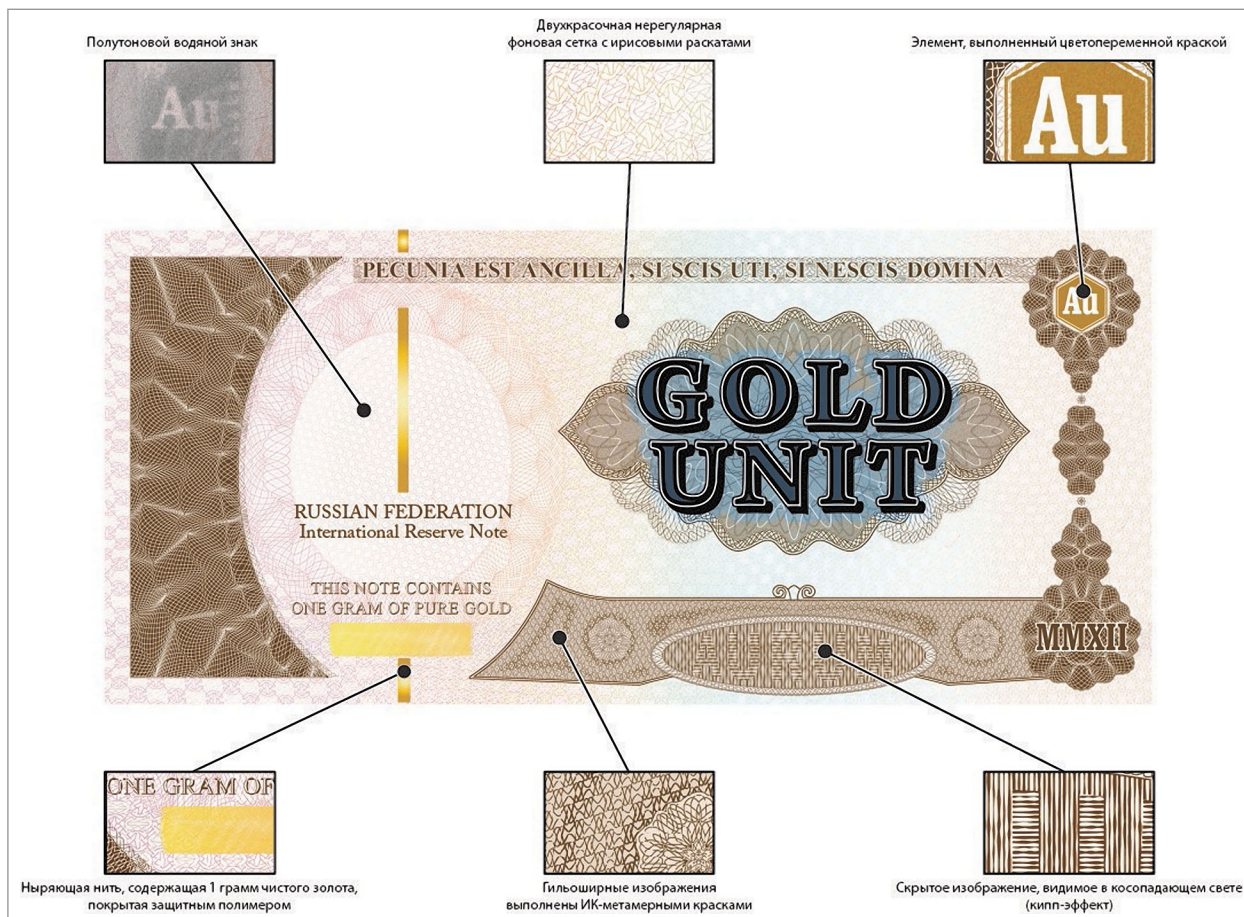 Полутоновой водяной знак
Двухкрасочная нерегулярная
фоновая сетка с ирисовыми раскатами
Элемент, выполненный цветопеременной краской
Au
Au
PECUNIA EST ANCILLA, SI SCIS UTI, SI NESCIS DOMINA
Au
GOLD
UNIT
RUSSIAN FEDERATION
International Reserve Note
THIS NOTE CONTAINS
ONE GRAM OF PURE GOLD
MMXII
ONE GRAM OF
Ныряющая нить, содержащая 1 грамм чистого золота,
покрытая защитным полимером
Гильоширные изображения
выполнены ИК-метамерными красками
Скрытое изображение, видимое в косопадающем свете
(кипп-эффект)